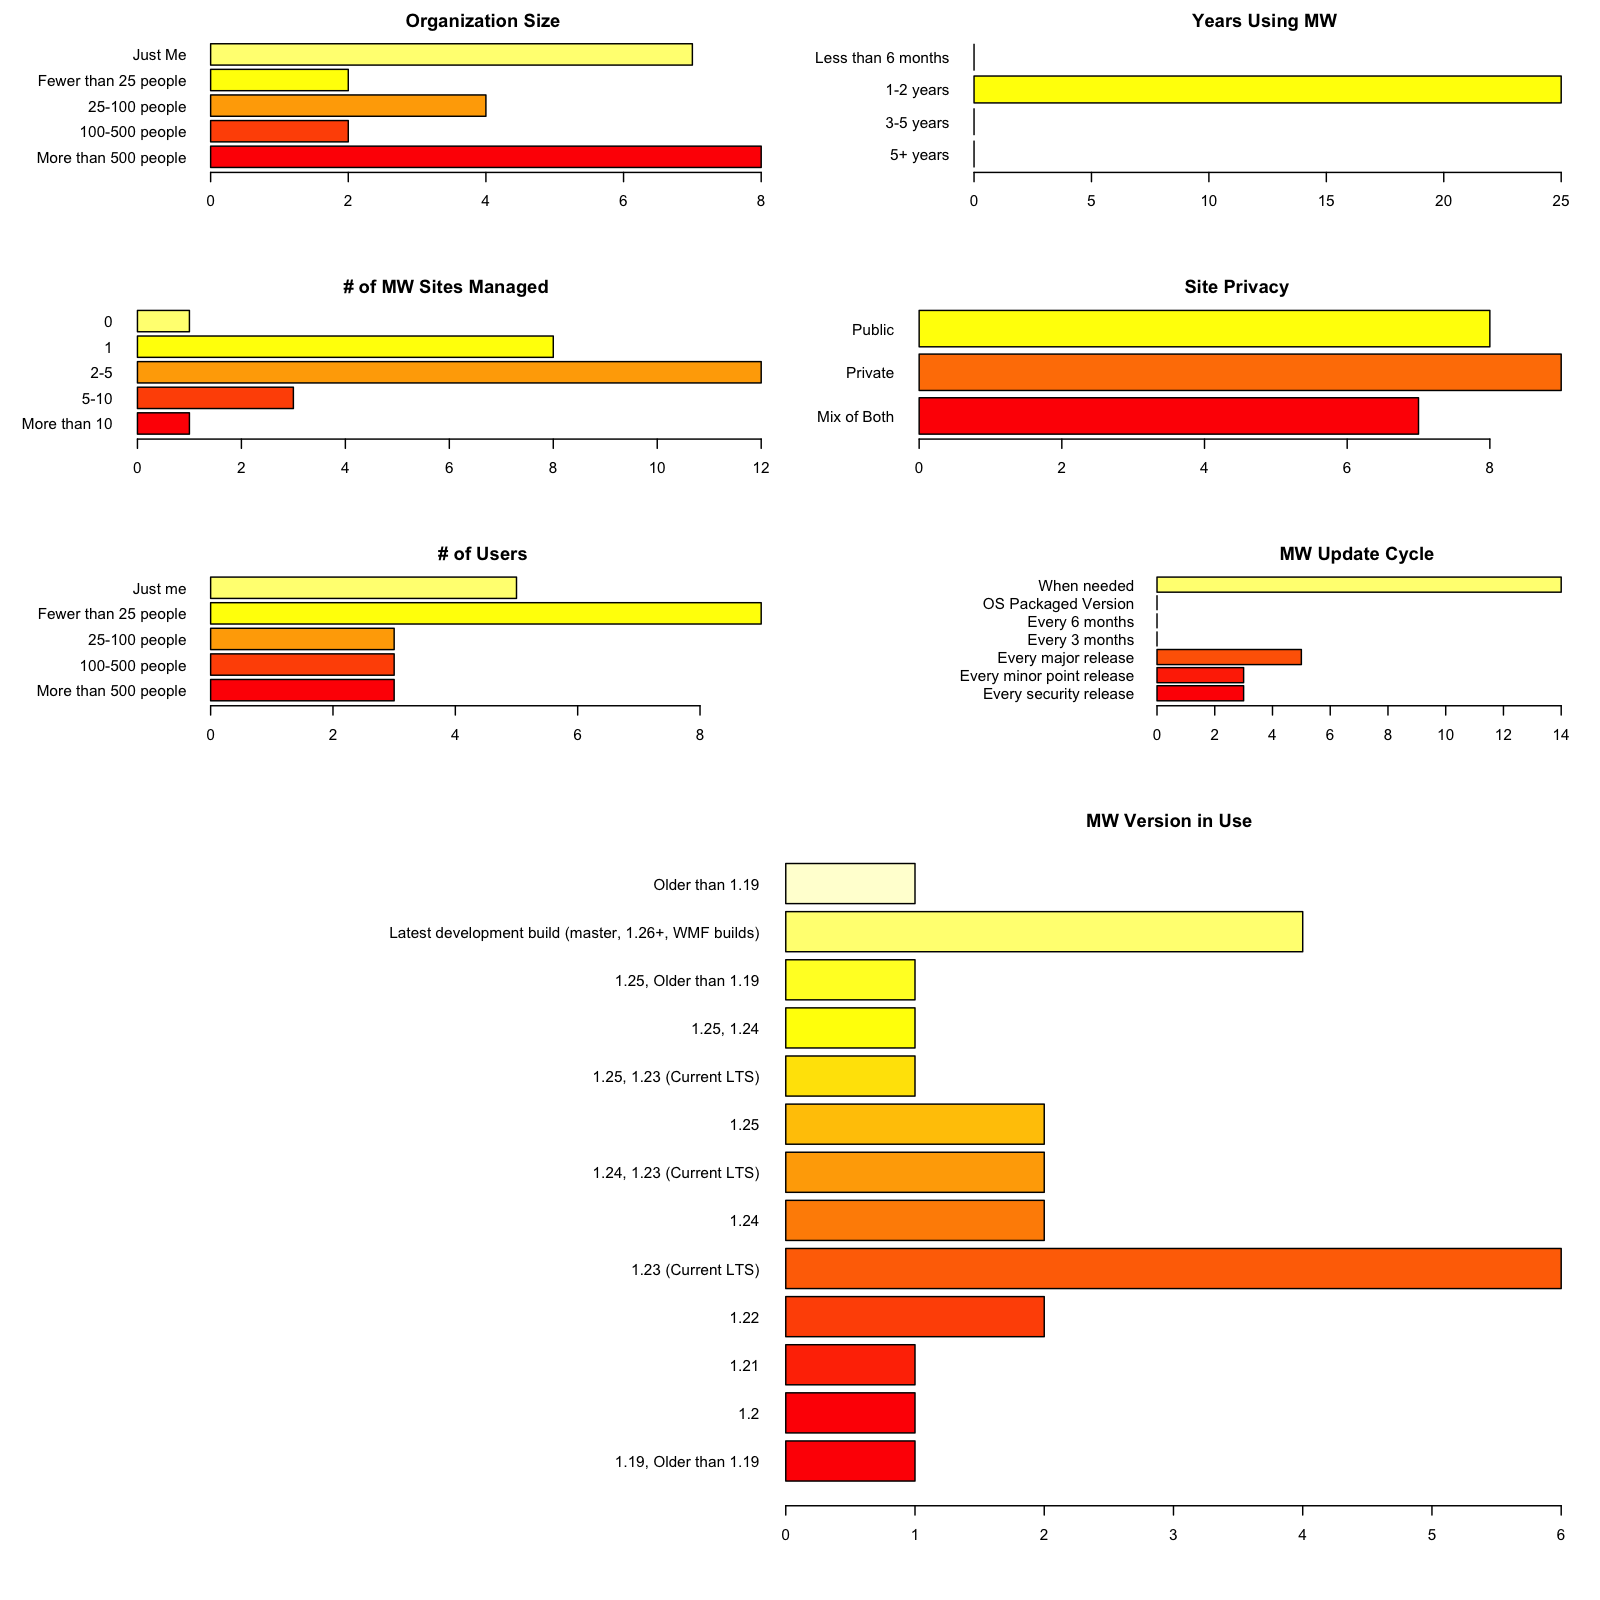 Organization Size
Just Me
Fewer than 25 people
25-100 people
100-500 people
More than 500 people
0 2 4 6 8
Years Using MW
Less than 6 months
1-2 years
3-5 years
5+ years
0 5 10 15 20 25
# of MW Sites Managed
0
1
2-5
5-10
More than 10
0 2 4 6 8 10 12
Site Privacy
Public
Private
Mix of Both
0 2 4 6 8
# of Users
Just me
Fewer than 25 people
25-100 people
100-500 people
More than 500 people
0 2 4 6 8
MW Update Cycle
When needed
OS Packaged Version
Every 6 months
Every 3 months
Every major release
Every minor point release
Every security release
0 2 4 6 8 10 12 14
MW Version in Use
Older than 1.19
Latest development build (master, 1.26+, WMF builds)
1.25, Older than 1.19
1.25, 1.24
1.25, 1.23 (Current LTS)
1.25
1.24, 1.23 (Current LTS)
1.24
1.23 (Current LTS)
1.22
1.21
1.2
1.19, Older than 1.19
0 1 2 3 4 5 6